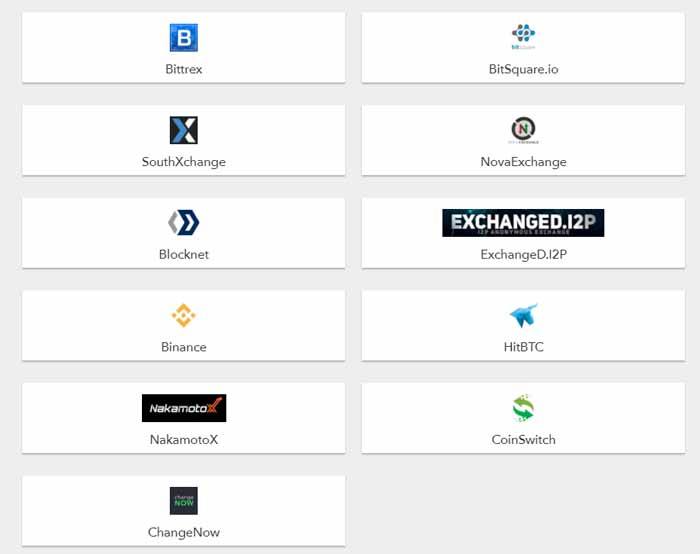 B
Bittrex
bitsquare
BitSquare.io
X
SouthXchange
N
NovaExchange
Blocknet
EXCHANGED.I2P
I2P ANONYMOUS EXCHANGE
ExchangeD.I2P
Binance
HitBTC
NakamotoX
NakamotoX
CoinSwitch
change
NOW
ChangeNow